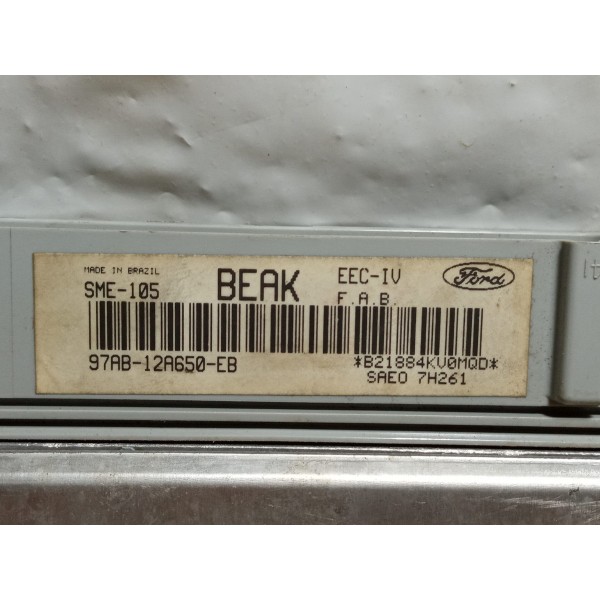 MADE IN BRAZIL
SME-105
BEAK
EEC-IV
F.A.B.
Ford
97AB-12A650-EB
*B21884KV0MQD*
SAEO 7H261